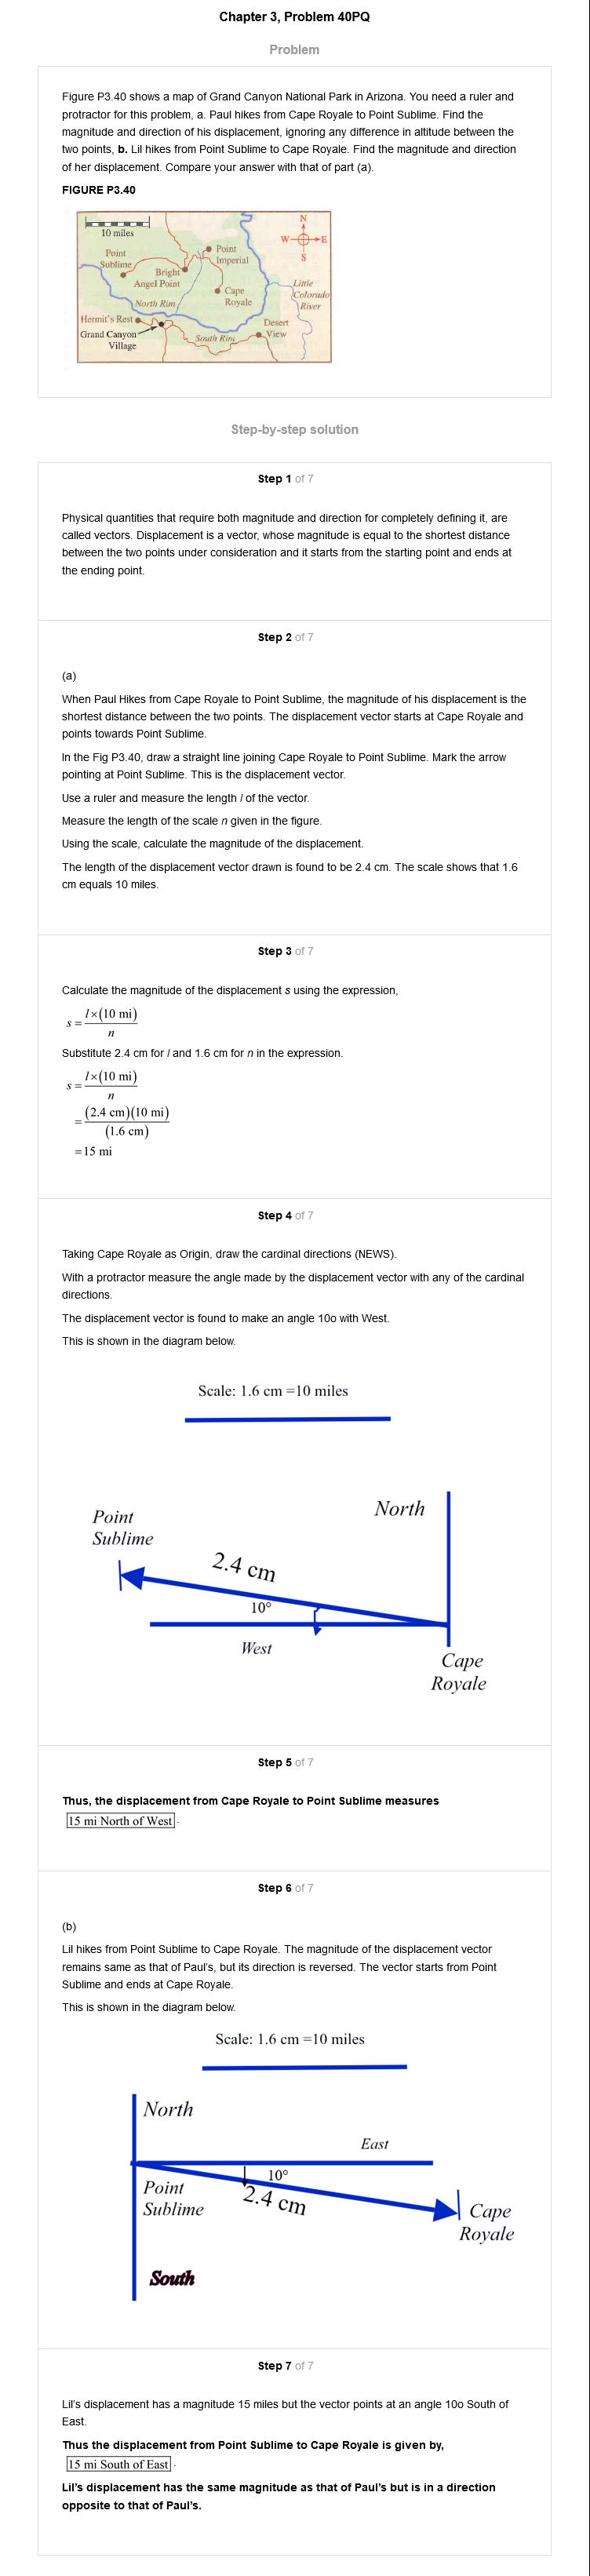 Chapter 3, Problem 40PQ
Problem
Figure P3.40 shows a map of Grand Canyon National Park in Arizona. You need a ruler and
protractor for this problem, a. Paul hikes from Cape Royale to Point Sublime. Find the
magnitude and direction of his displacement, ignoring any difference in altitude between the
two points, b. Lil hikes from Point Sublime to Cape Royale. Find the magnitude and direction
of her displacement. Compare your answer with that of part (a).
FIGURE P3.40
10 miles
N
W
E
S
Point
Sublime
Bright
Angel Point
Point
Imperial
Cape
Royale
Little
Colorado
River
North Rim
Hermit's Rest
Grand Canyon
Village
South Rim
Desert
View
Step-by-step solution
Step 1 of 7
Physical quantities that require both magnitude and direction for completely defining it, are
called vectors. Displacement is a vector, whose magnitude is equal to the shortest distance
between the two points under consideration and it starts from the starting point and ends at
the ending point.
Step 2 of 7
(a)
When Paul Hikes from Cape Royale to Point Sublime, the magnitude of his displacement is the
shortest distance between the two points. The displacement vector starts at Cape Royale and
points towards Point Sublime.
In the Fig P3.40, draw a straight line joining Cape Royale to Point Sublime. Mark the arrow
pointing at Point Sublime. This is the displacement vector.
Use a ruler and measure the length l of the vector.
Measure the length of the scale n given in the figure.
Using the scale, calculate the magnitude of the displacement.
The length of the displacement vector drawn is found to be 2.4 cm. The scale shows that 1.6
cm equals 10 miles.
Step 3 of 7
Calculate the magnitude of the displacement s using the expression,
s = l×(10 mi)
n
Substitute 2.4 cm for l and 1.6 cm for n in the expression.
s = l×(10 mi)
n
= (2.4 cm)(10 mi)
(1.6 cm)
= 15 mi
Step 4 of 7
Taking Cape Royale as Origin, draw the cardinal directions (NEWS).
With a protractor measure the angle made by the displacement vector with any of the cardinal
directions.
The displacement vector is found to make an angle 10o with West.
This is shown in the diagram below.
Scale: 1.6 cm =10 miles
North
Point
Sublime
2.4 cm
10°
West
Cape
Royale
Step 5 of 7
Thus, the displacement from Cape Royale to Point Sublime measures
15 mi North of West.
Step 6 of 7
(b)
Lil hikes from Point Sublime to Cape Royale. The magnitude of the displacement vector
remains same as that of Paul's, but its direction is reversed. The vector starts from Point
Sublime and ends at Cape Royale.
This is shown in the diagram below.
Scale: 1.6 cm =10 miles
North
East
10°
Point
Sublime
2.4 cm
Cape
Royale
South
Step 7 of 7
Lil's displacement has a magnitude 15 miles but the vector points at an angle 10o South of
East.
Thus the displacement from Point Sublime to Cape Royale is given by,
15 mi South of East.
Lil's displacement has the same magnitude as that of Paul's but is in a direction
opposite to that of Paul's.